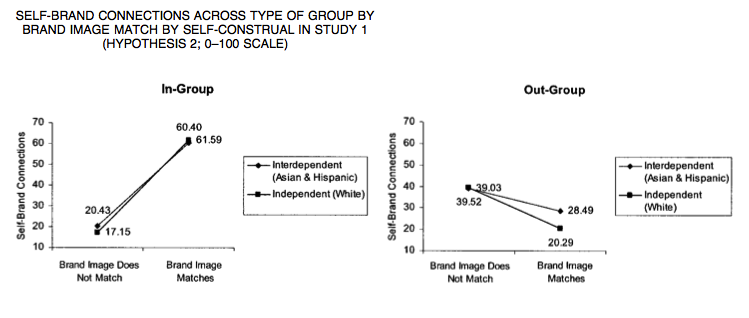 SELF-BRAND CONNECTIONS ACROSS TYPE OF GROUP BY
BRAND IMAGE MATCH BY SELF-CONSTRUAL IN STUDY 1
(HYPOTHESIS 2; 0–100 SCALE)
In-Group
Self-Brand Connections
70
60
50
40
30
20
10
60.40
61.59
20.43
17.15
Brand Image Does
Not Match
Brand Image
Matches
Interdependent
(Asian & Hispanic)
Independent (White)
Out-Group
Self-Brand Connections
70
60
50
40
30
20
10
39.03
39.52
28.49
20.29
Brand Image Does
Not Match
Brand Image
Matches
Interdependent
(Asian & Hispanic)
Independent
(White)